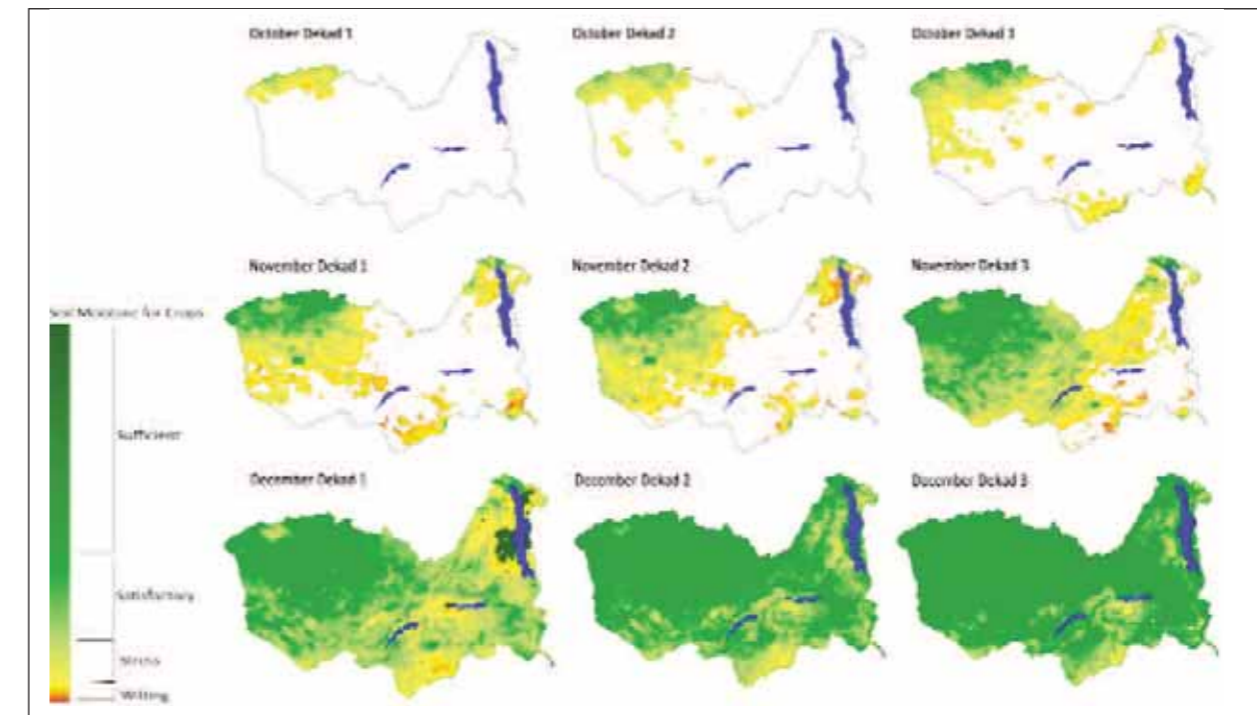 October Dekad 1
October Dekad 2
October Dekad 3
November Dekad 1
November Dekad 2
November Dekad 3
Soil Moisture for Crops
Sufficient
Satisfactory
Stress
Wilting
December Dekad 1
December Dekad 2
December Dekad 3